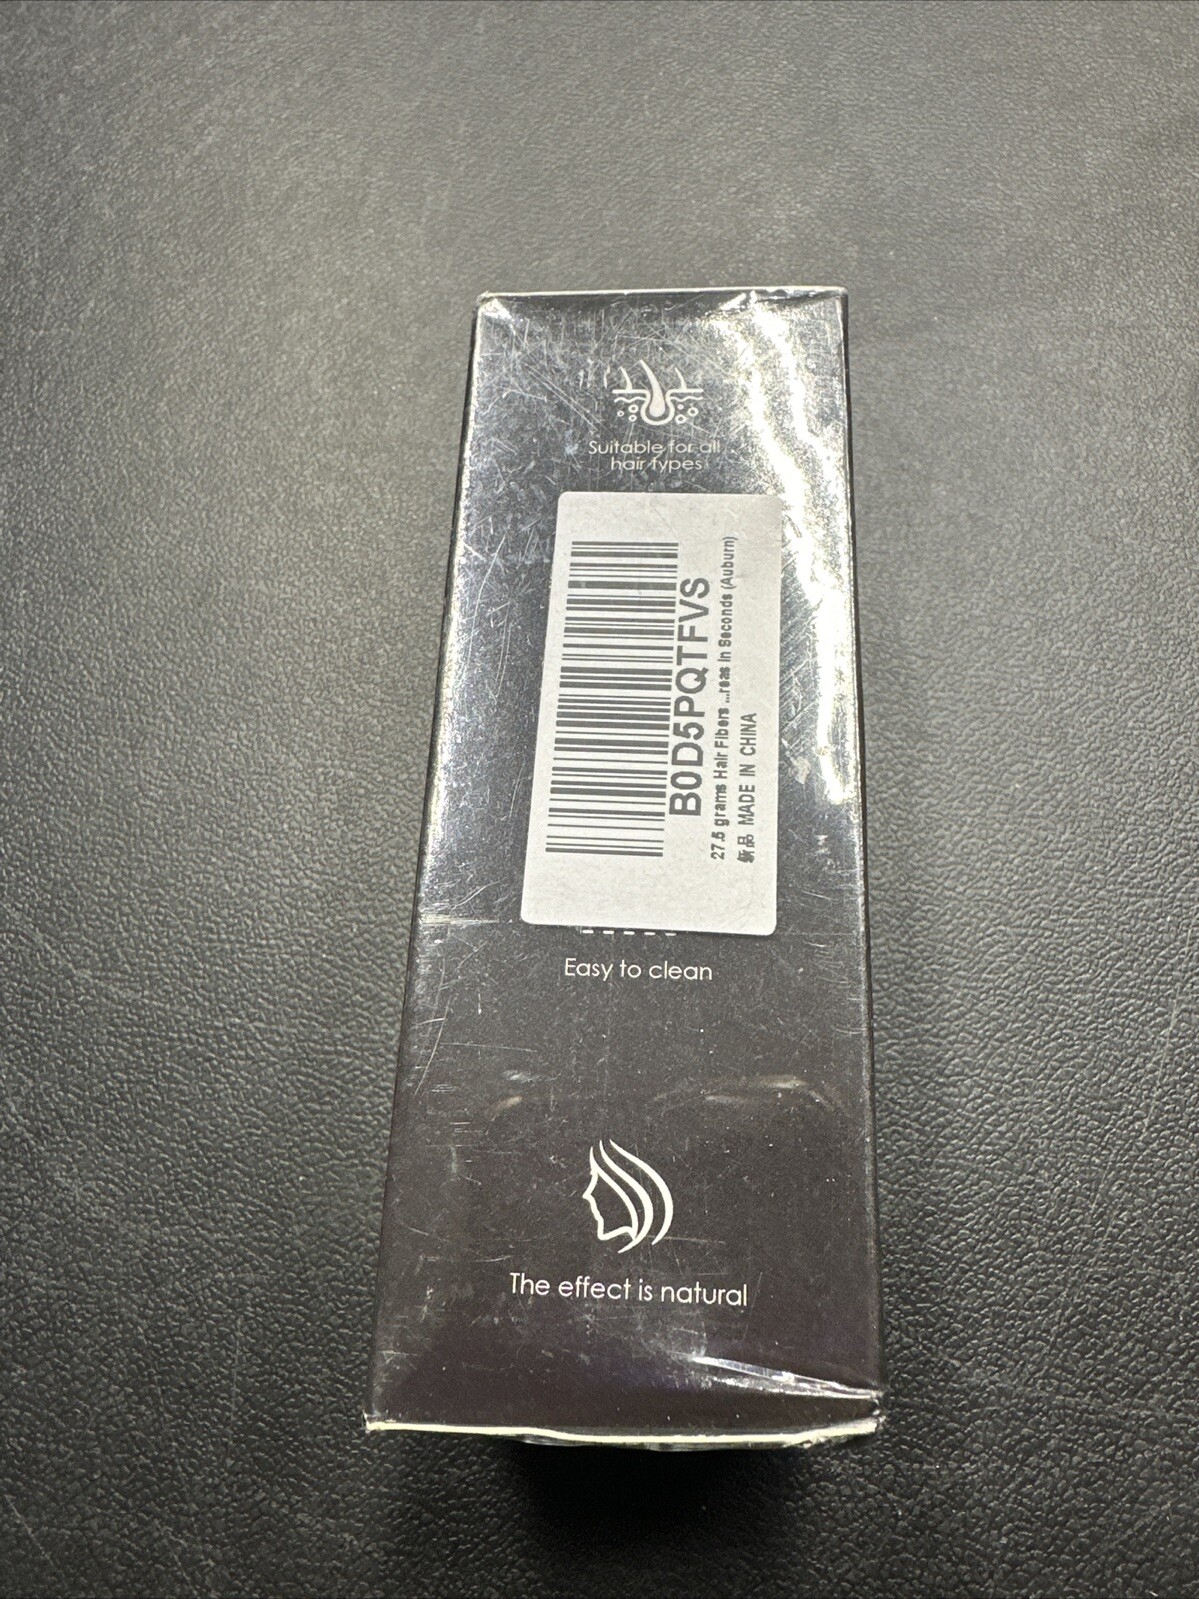 Suitable for all
hair types
B0D5PQTFVS
27.5 grams Hair Fibers ...reas in Seconds (Auburn)
新品 MADE IN CHINA
Easy to clean
The effect is natural